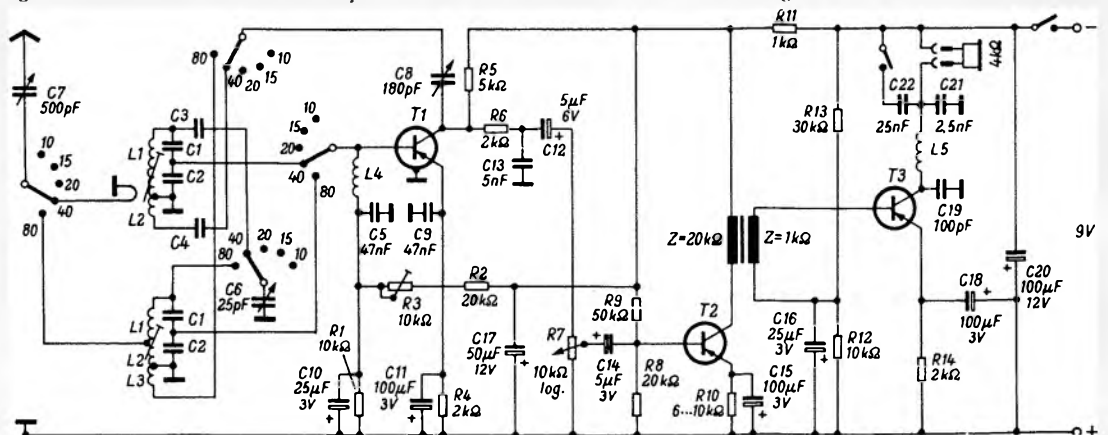 C7
500pF
10
15
20
40
80
L1
L2
C3
C1
C2
C4
40
20
15
10
10
15
20
40
80
C8
180pF
T1
L4
C5
47nF
C9
47nF
R5
5kΩ
R6
2kΩ
C13
5nF
5µF
6V
+
C12
R11
1kΩ
R13
30kΩ
C22
25nF
C21
2,5nF
4kΩ
L5
T3
C19
100pF
−
9V
Z=20kΩ
Z=1kΩ
80
40
20
15
10
C6
25pF
L1
L2
L3
C1
C2
R3
10kΩ
R2
20kΩ
R1
10kΩ
C10
25µF
3V
+
C11
100µF
3V
+
R4
2kΩ
C17
50µF
12V
+
R7
10kΩ
log.
+
C14
5µF
3V
R9
50kΩ
R8
20kΩ
T2
R10
6...10kΩ
C15
100µF
3V
+
C16
25µF
3V
+
R12
10kΩ
C18
+
100µF
3V
R14
2kΩ
C20
100µF
12V
+
+